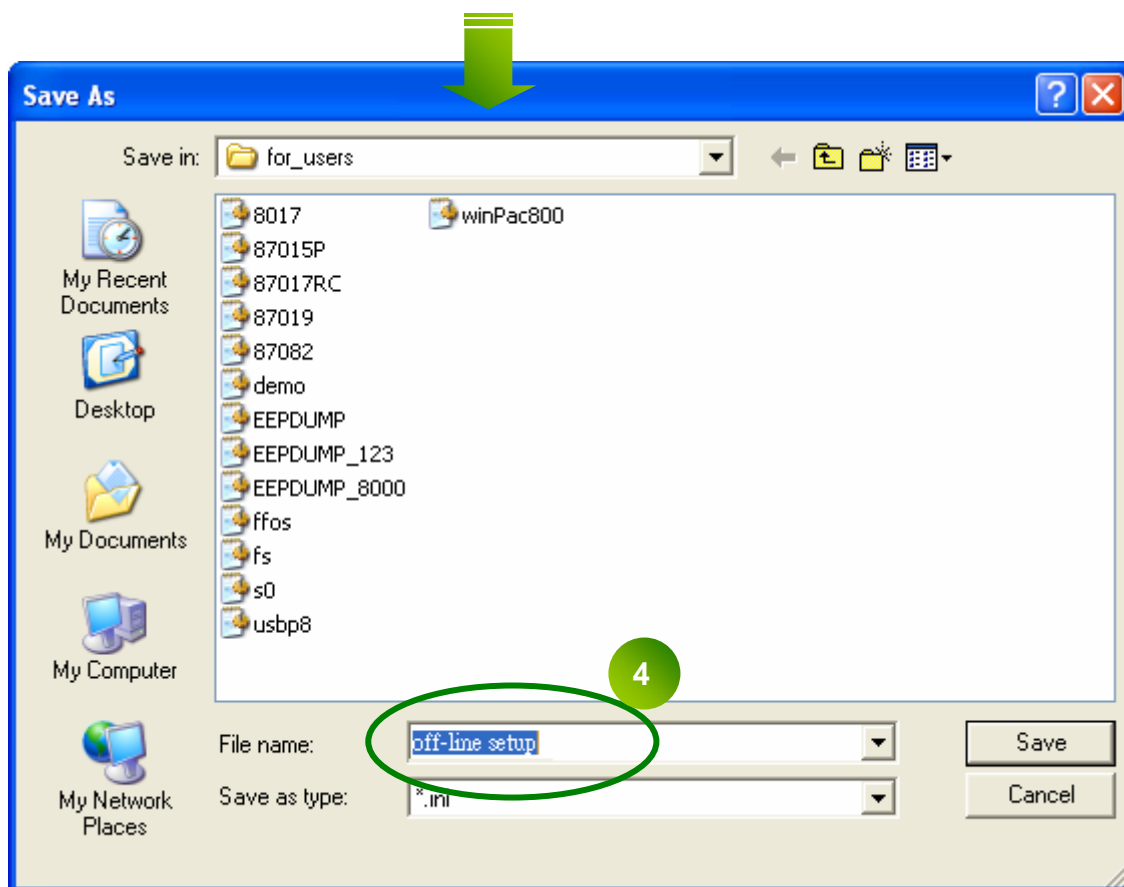 Save As
Save in:
for_users
My Recent
Documents
Desktop
My Documents
My Computer
My Network
Places
8017
87015P
87017RC
87019
87082
demo
EEPDUMP
EEPDUMP_123
EEPDUMP_8000
ffos
fs
s0
usbp8
winPac800
4
File name:
off-line setup
Save
Save as type:
*.ini
Cancel